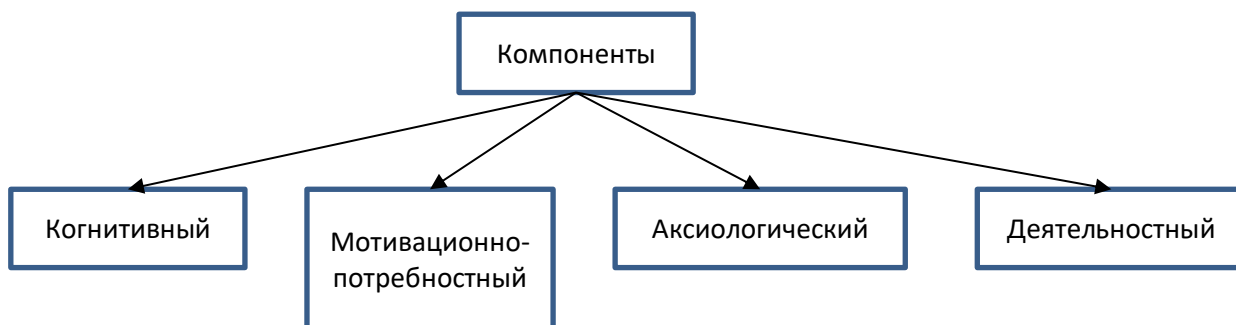 Компоненты
Когнитивный
Мотивационно-
потребностный
Аксиологический
Деятельностный